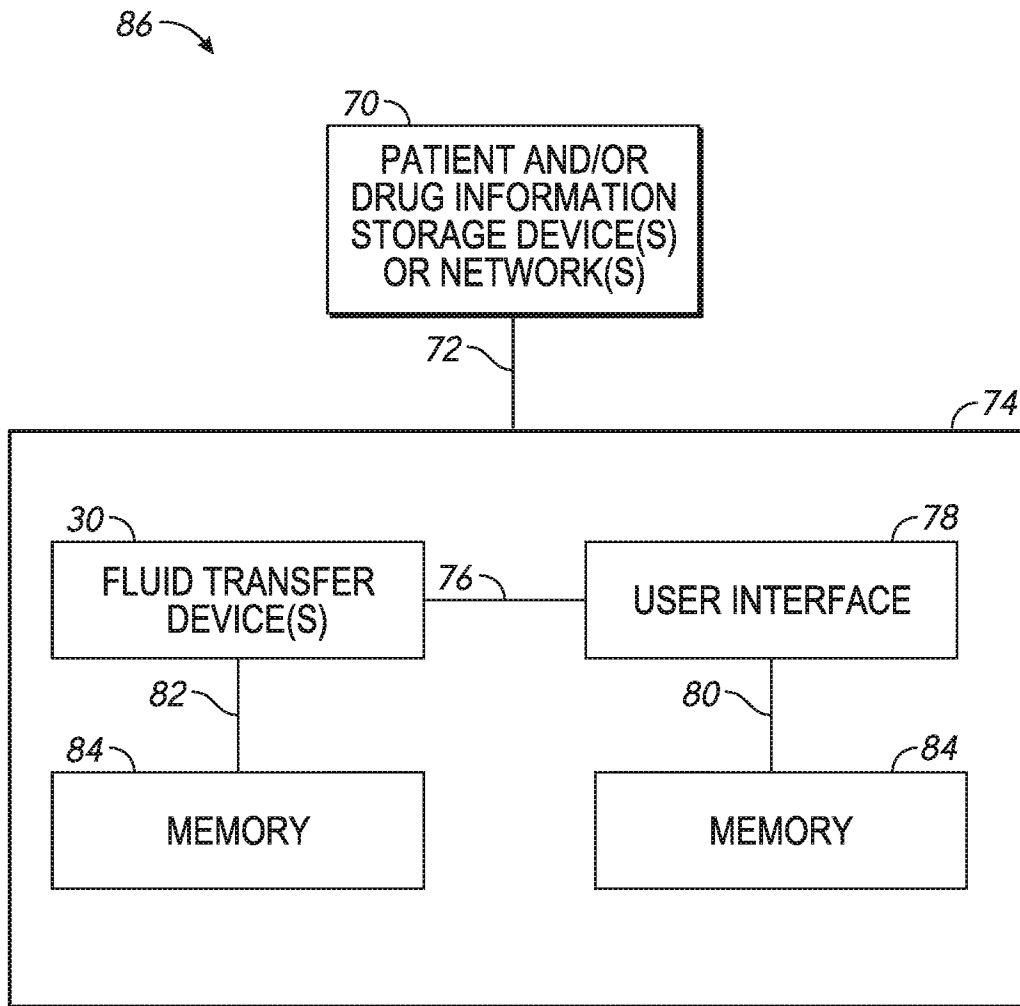 86
70
PATIENT AND/OR
DRUG INFORMATION
STORAGE DEVICE(S)
OR NETWORK(S)
72
74
30
78
FLUID TRANSFER
DEVICE(S)
76
USER INTERFACE
82
80
84
84
MEMORY
MEMORY